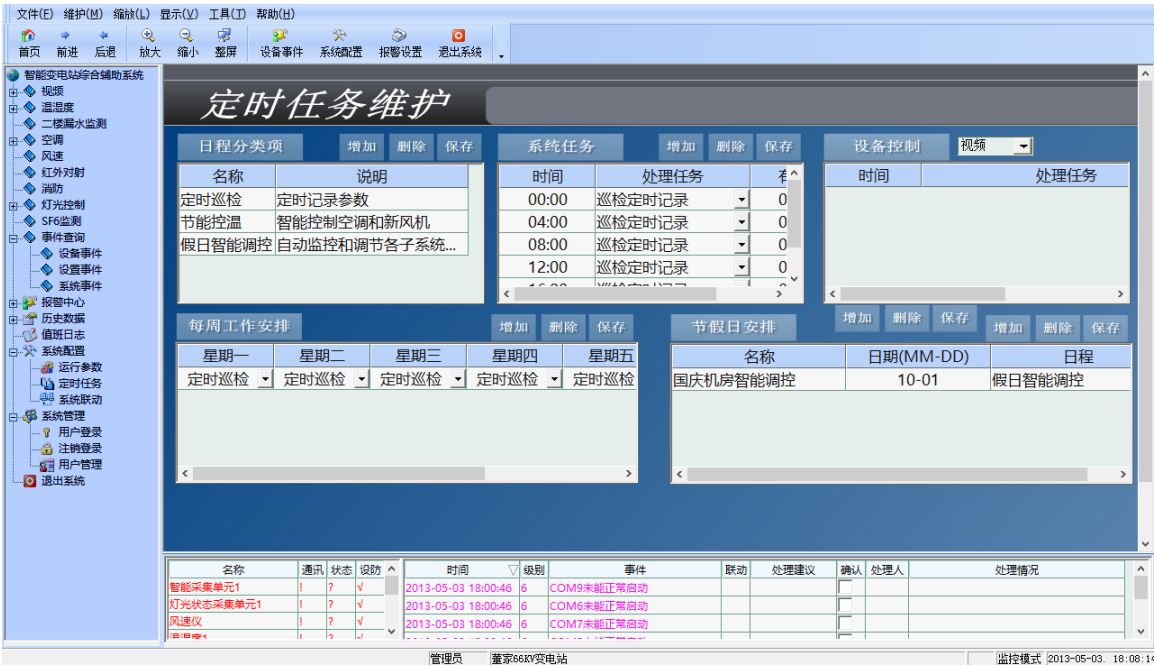 文件(F) 维护(M) 缩放(L) 显示(V) 工具(T) 帮助(H)
首页 前进 后退 放大 缩小 整屏 设备事件 系统配置 报警设置 退出系统
智能变电站综合辅助系统
视频
温湿度
二楼漏水监测
空调
风速
红外对射
消防
灯光控制
SF6监测
事件查询
设备事件
设置事件
系统事件
报警中心
历史数据
值班日志
系统配置
运行参数
定时任务
系统联动
系统管理
用户登录
注销登录
用户管理
退出系统
定时任务维护
日程分类项 增加 删除 保存
名称 说明
定时巡检 定时记录参数
节能控温 智能控制空调和新风机
假日智能调控 自动监控和调节各子系统...
系统任务 增加 删除 保存
时间 处理任务
00:00 巡检定时记录 0
04:00 巡检定时记录 0
08:00 巡检定时记录 0
12:00 巡检定时记录 0
设备控制 视频
时间 处理任务
增加 删除 保存
每周工作安排 增加 删除 保存
星期一 星期二 星期三 星期四 星期五
定时巡检 定时巡检 定时巡检 定时巡检 定时巡检
节假日安排 增加 删除 保存
名称 日期(MM-DD) 日程
国庆机房智能调控 10-01 假日智能调控
名称 通讯 状态 设防
智能采集单元1 ! ? √
灯光状态采集单元1 ! ? √
风速仪 ! ? √
温湿度1 ! ? √
时间 级别 事件 联动 处理建议 确认 处理人 处理情况
2013-05-03 18:00:46 6 COM9未能正常启动
2013-05-03 18:00:46 6 COM6未能正常启动
2013-05-03 18:00:46 6 COM7未能正常启动
管理员 董家66KV变电站 监控模式 2013-05-03. 18:08:14